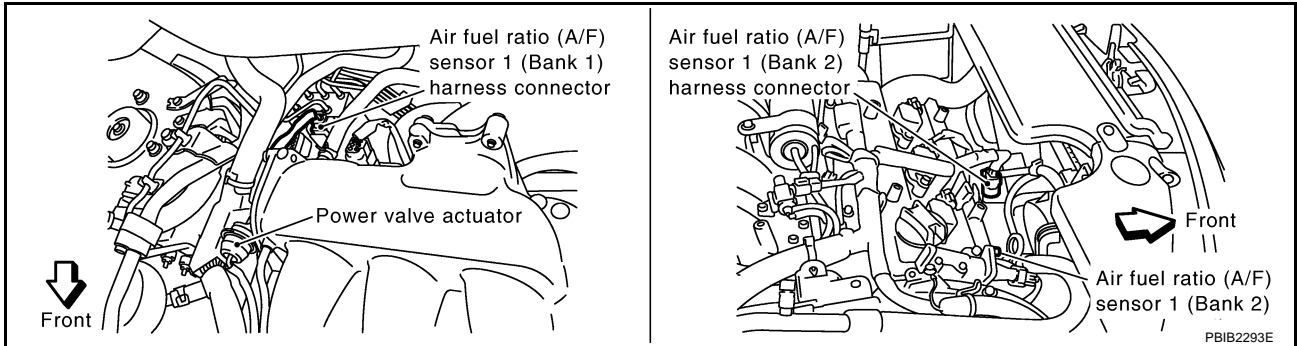 Air fuel ratio (A/F)
sensor 1 (Bank 1)
harness connector
Power valve actuator
Front
Air fuel ratio (A/F)
sensor 1 (Bank 2)
harness connector
Front
Air fuel ratio (A/F)
sensor 1 (Bank 2)
PBIB2293E